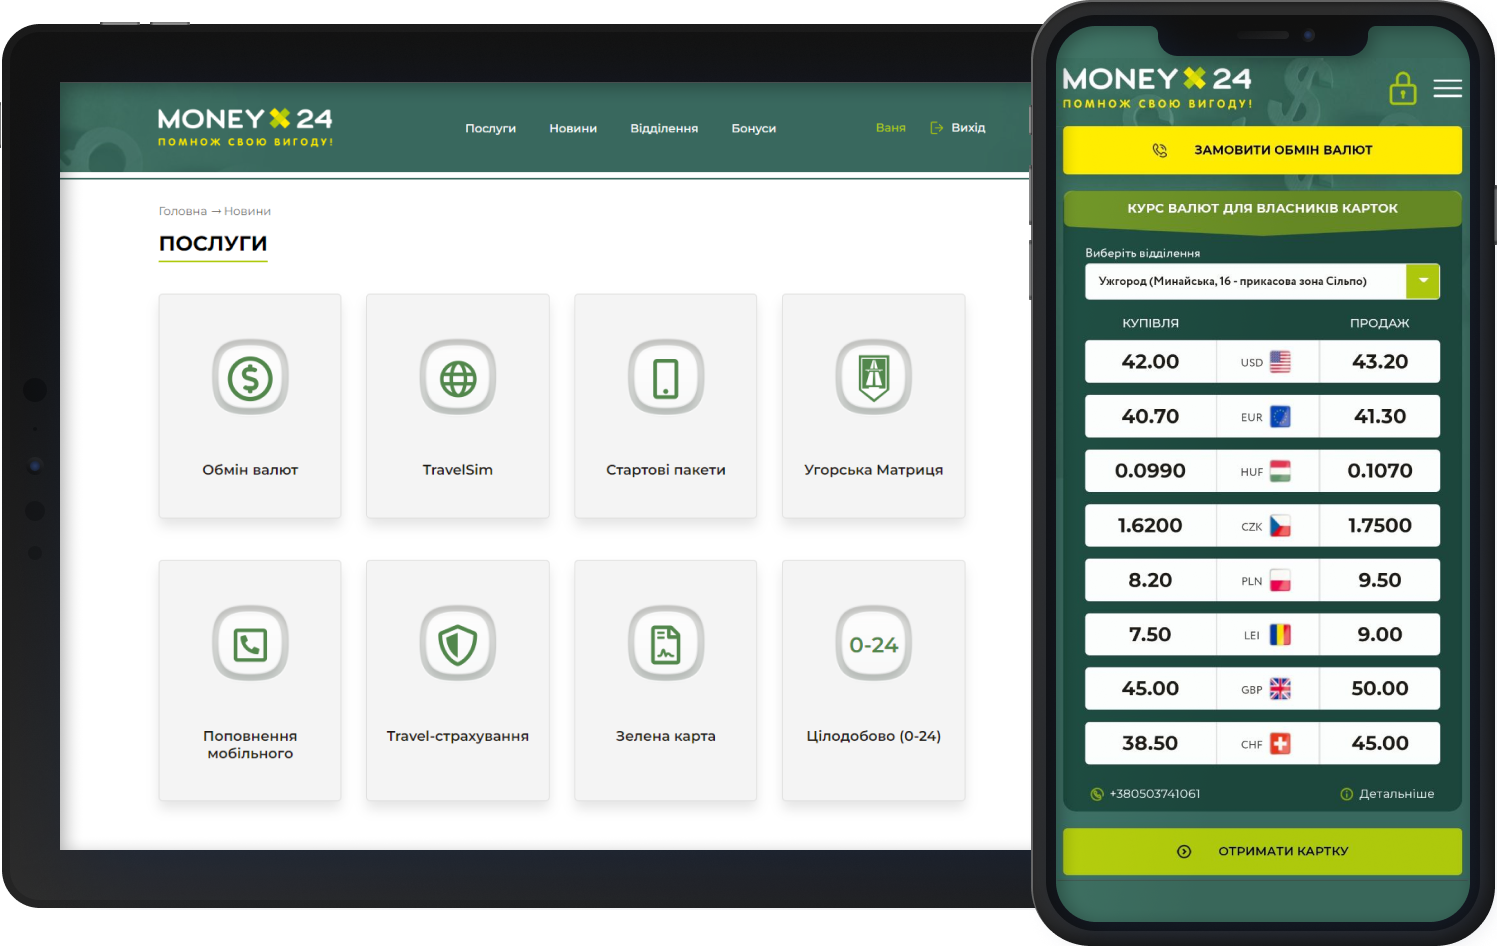 MONEY 24
ПОМНОЖ СВОЮ ВИГОДУ!
Послуги
Новини
Відділення
Бонуси
Ваня
Вихід
Головна → Новини
ПОСЛУГИ
Обмін валют
TravelSim
Стартові пакети
Угорська Матриця
0-24
Поповнення
мобільного
Travel-страхування
Зелена карта
Цілодобово (0-24)
MONEY 24
ПОМНОЖ СВОЮ ВИГОДУ!
ЗАМОВИТИ ОБМІН ВАЛЮТ
КУРС ВАЛЮТ ДЛЯ ВЛАСНИКІВ КАРТОК
Виберіть відділення
Ужгород (Минайська, 16 - прикасова зона Сільпо)
КУПІВЛЯ ПРОДАЖ
42.00 USD 43.20
40.70 EUR 41.30
0.0990 HUF 0.1070
1.6200 CZK 1.7500
8.20 PLN 9.50
7.50 LEI 9.00
45.00 GBP 50.00
38.50 CHF 45.00
+380503741061 Детальніше
ОТРИМАТИ КАРТКУ